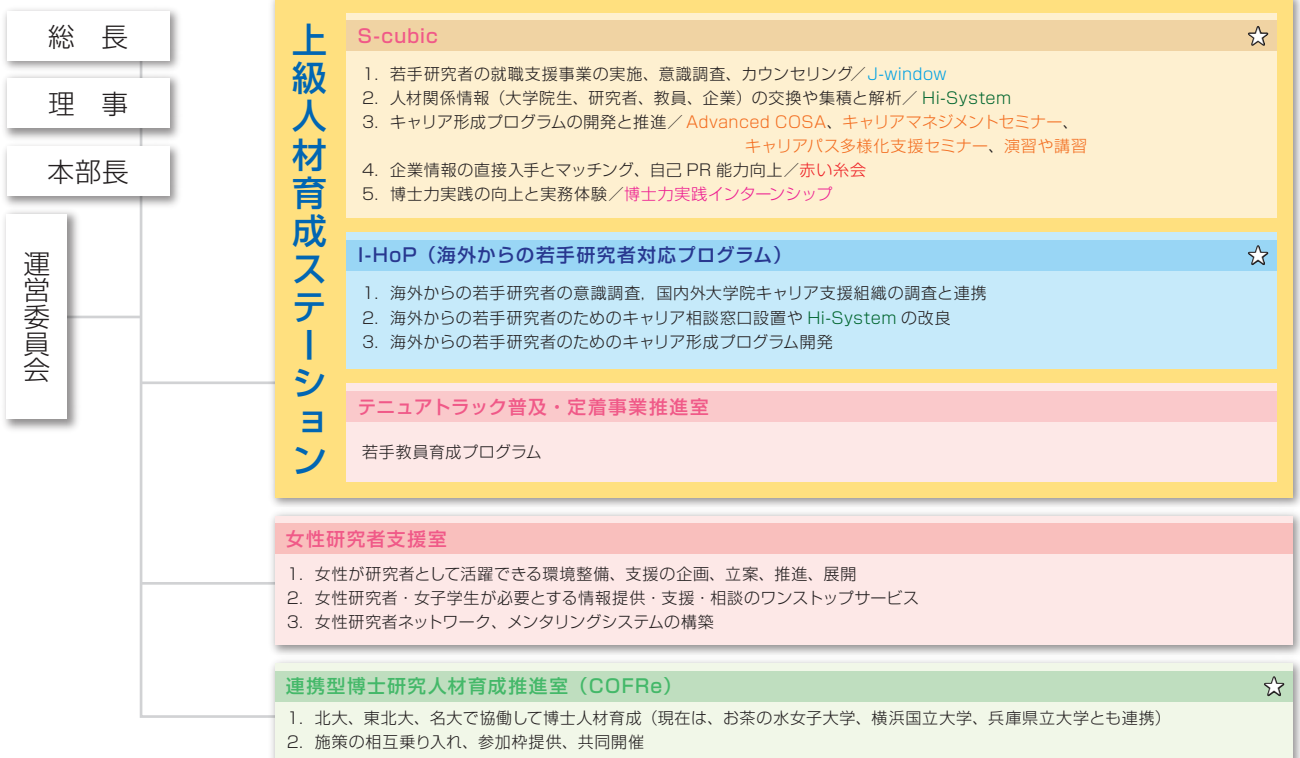 総 長
理 事
本部長
運営委員会
上級人材育成ステーション
S-cubic ☆
1. 若手研究者の就職支援事業の実施、意識調査、カウンセリング／J-window
2. 人材関係情報（大学院生、研究者、教員、企業）の交換や集積と解析／Hi-System
3. キャリア形成プログラムの開発と推進／Advanced COSA、キャリアマネジメントセミナー、
キャリアパス多様化支援セミナー、演習や講習
4. 企業情報の直接入手とマッチング、自己 PR 能力向上／赤い糸会
5. 博士力実践の向上と実務体験／博士力実践インターンシップ
I-HoP（海外からの若手研究者対応プログラム） ☆
1. 海外からの若手研究者の意識調査，国内外大学院キャリア支援組織の調査と連携
2. 海外からの若手研究者のためのキャリア相談窓口設置や Hi-System の改良
3. 海外からの若手研究者のためのキャリア形成プログラム開発
テニュアトラック普及・定着事業推進室
若手教員育成プログラム
女性研究者支援室
1. 女性が研究者として活躍できる環境整備、支援の企画、立案、推進、展開
2. 女性研究者・女子学生が必要とする情報提供・支援・相談のワンストップサービス
3. 女性研究者ネットワーク、メンタリングシステムの構築
連携型博士研究人材育成推進室（COFRe） ☆
1. 北大、東北大、名大で協働して博士人材育成（現在は、お茶の水女子大学、横浜国立大学、兵庫県立大学とも連携）
2. 施策の相互乗り入れ、参加枠提供、共同開催